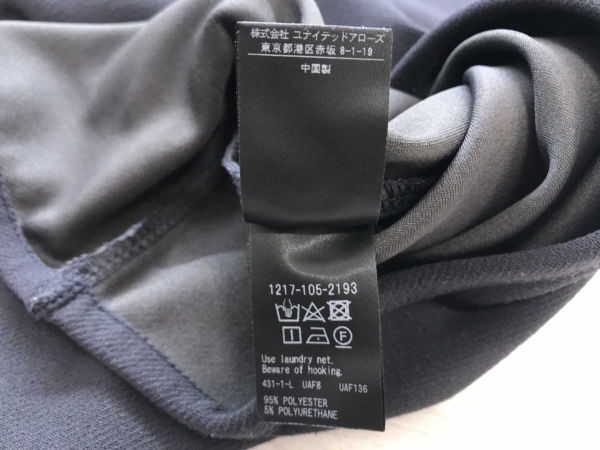 株式会社 ユナイテッドアローズ
東京都港区赤坂 8-1-19
中国製
1217-105-2193
F
Use laundry net.
Beware of hooking.
431-1-L UAF8 UAF136
95% POLYESTER
5% POLYURETHANE